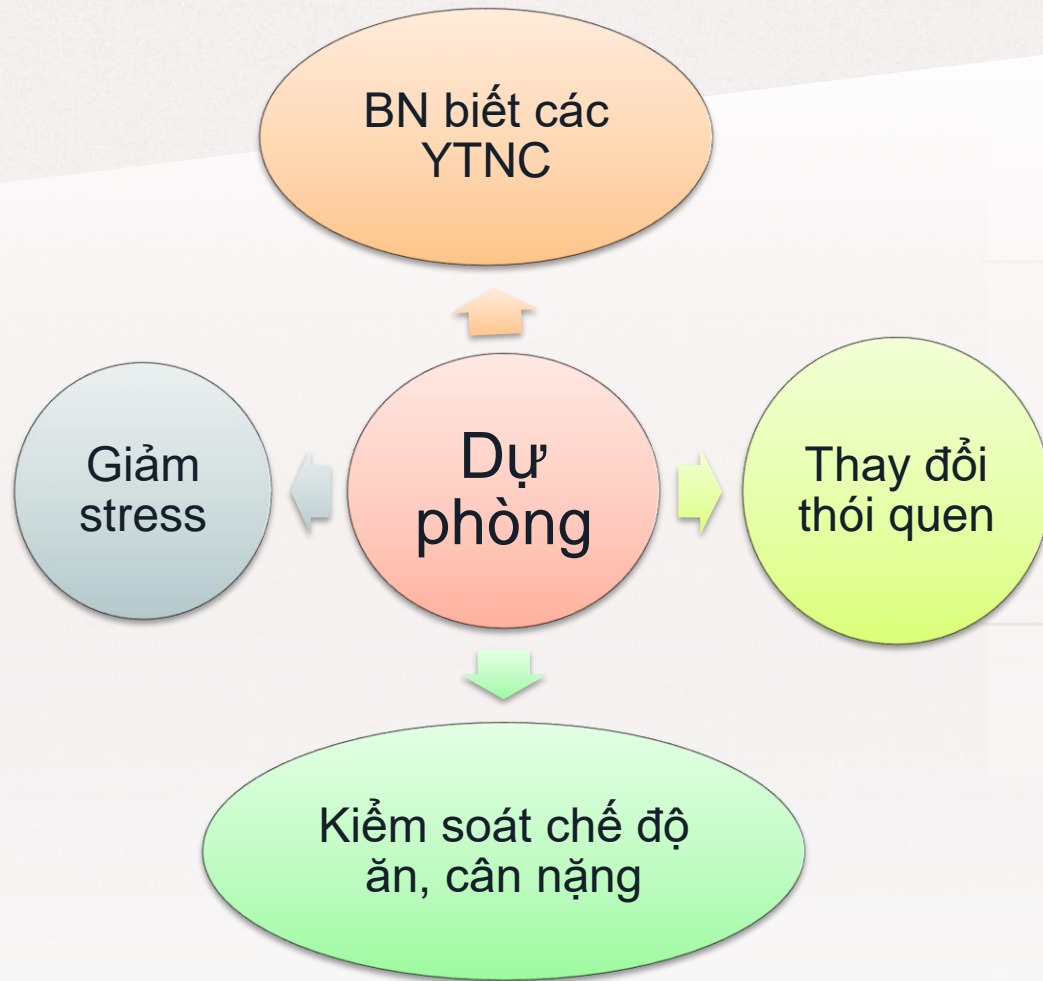 BN biết các
YTNC
Giảm
stress
Dự
phòng
Thay đổi
thói quen
Kiểm soát chế độ
ăn, cân nặng